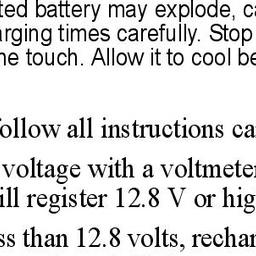 ted battery may explode, ca
arging times carefully. Stop
he touch. Allow it to cool be
follow all instructions ca
voltage with a voltmeter
ill register 12.8 V or hig
ss than 12.8 volts, rechar